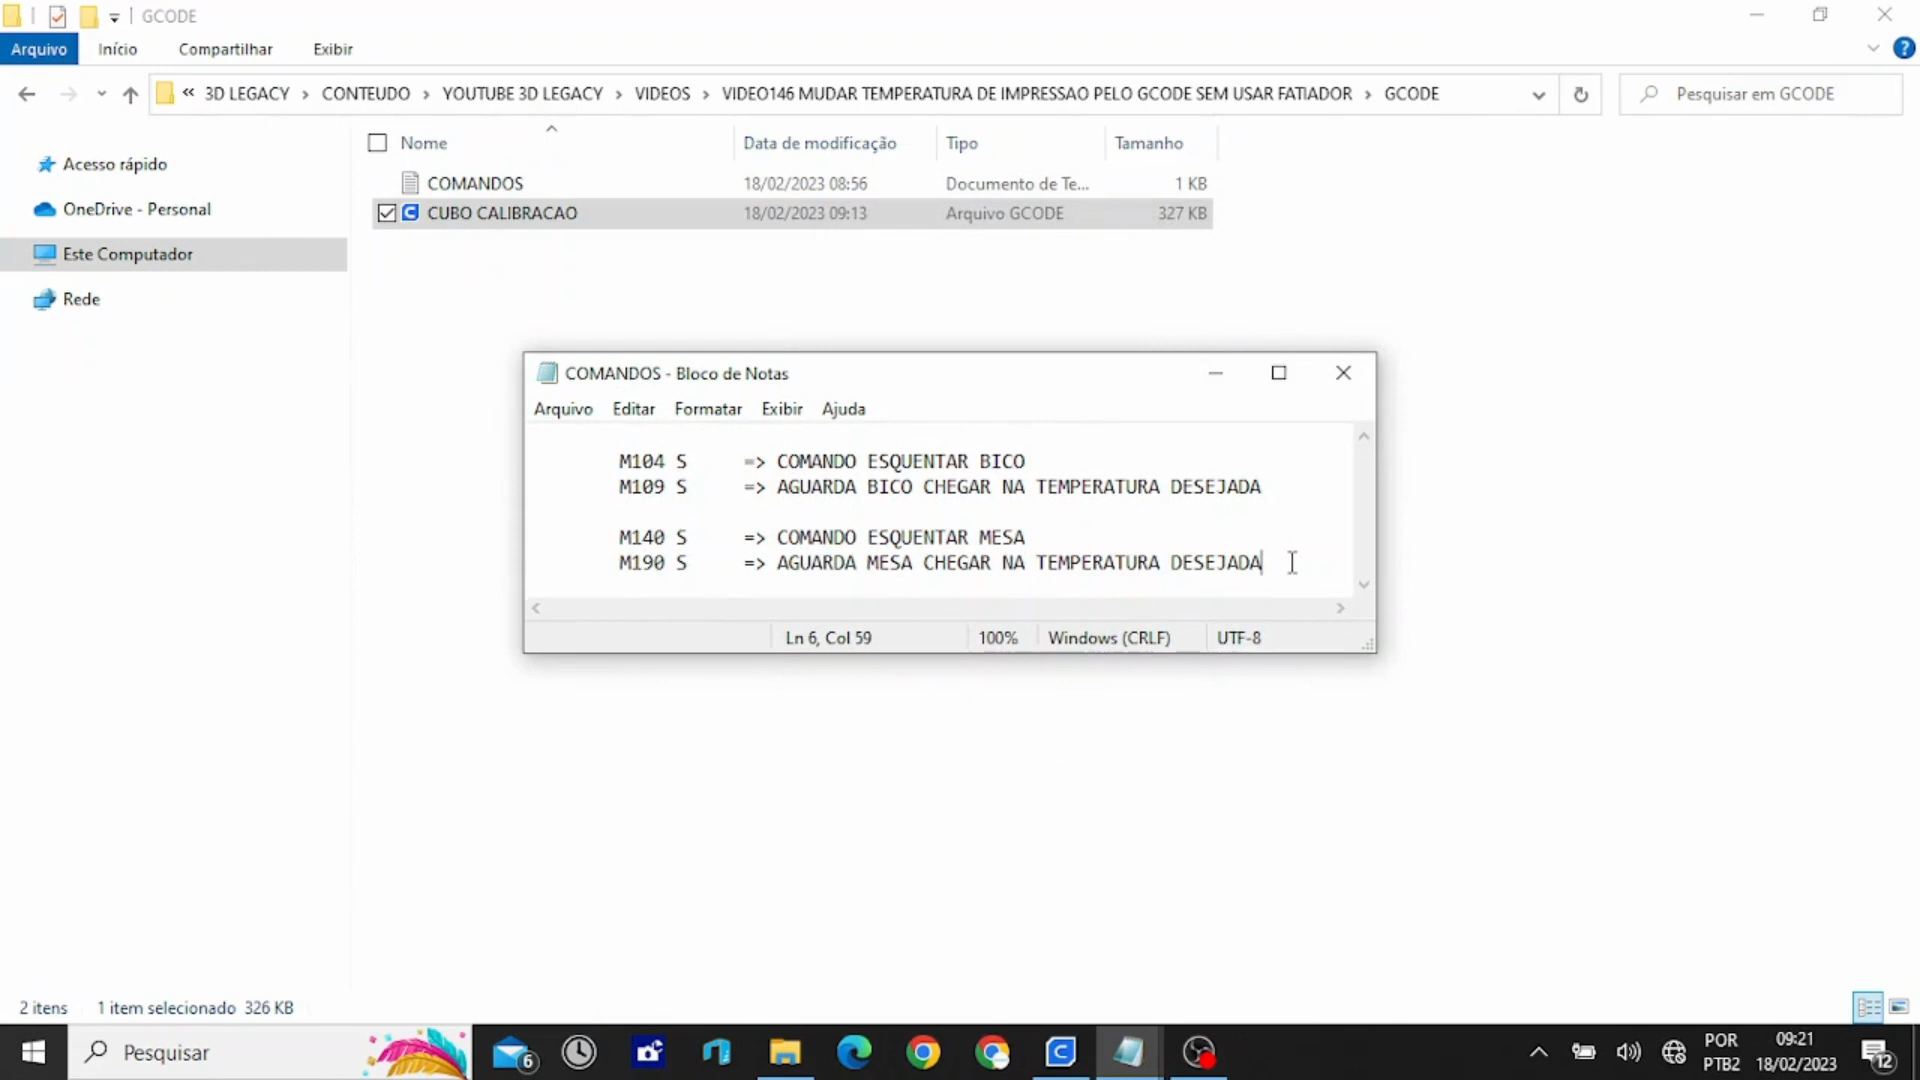 GCODE
Arquivo Início Compartilhar Exibir
« 3D LEGACY › CONTEUDO › YOUTUBE 3D LEGACY › VIDEOS › VIDEO146 MUDAR TEMPERATURA DE IMPRESSAO PELO GCODE SEM USAR FATIADOR › GCODE
Pesquisar em GCODE
Nome Data de modificação Tipo Tamanho
COMANDOS 18/02/2023 08:56 Documento de Te... 1 KB
CUBO CALIBRACAO 18/02/2023 09:13 Arquivo GCODE 327 KB
Acesso rápido
OneDrive - Personal
Este Computador
Rede
COMANDOS - Bloco de Notas
Arquivo Editar Formatar Exibir Ajuda
M104 S => COMANDO ESQUENTAR BICO
M109 S => AGUARDA BICO CHEGAR NA TEMPERATURA DESEJADA
M140 S => COMANDO ESQUENTAR MESA
M190 S => AGUARDA MESA CHEGAR NA TEMPERATURA DESEJADA
Ln 6, Col 59 100% Windows (CRLF) UTF-8
2 itens 1 item selecionado 326 KB
Pesquisar
6
POR
PTB2
09:21
18/02/2023
12